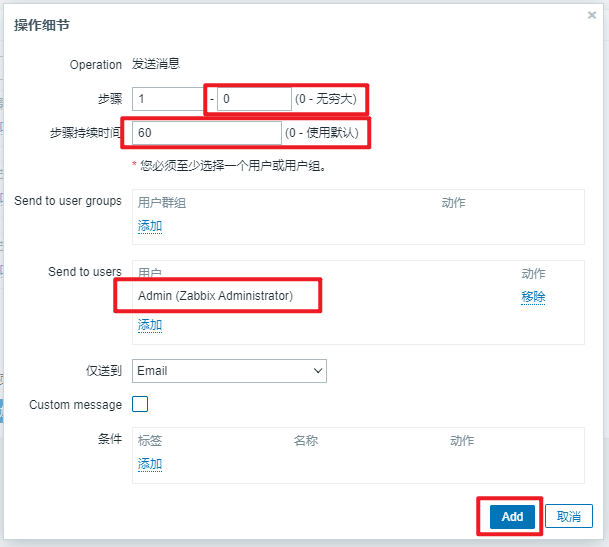 操作细节
Operation 发送消息
步骤 1 - 0 (0 - 无穷大)
步骤持续时间 60 (0 - 使用默认)
* 您必须至少选择一个用户或用户组。
Send to user groups 用户群组 动作
添加
Send to users 用户 动作
Admin (Zabbix Administrator) 移除
添加
仅送到 Email
Custom message
条件 标签 名称 动作
添加
Add 取消